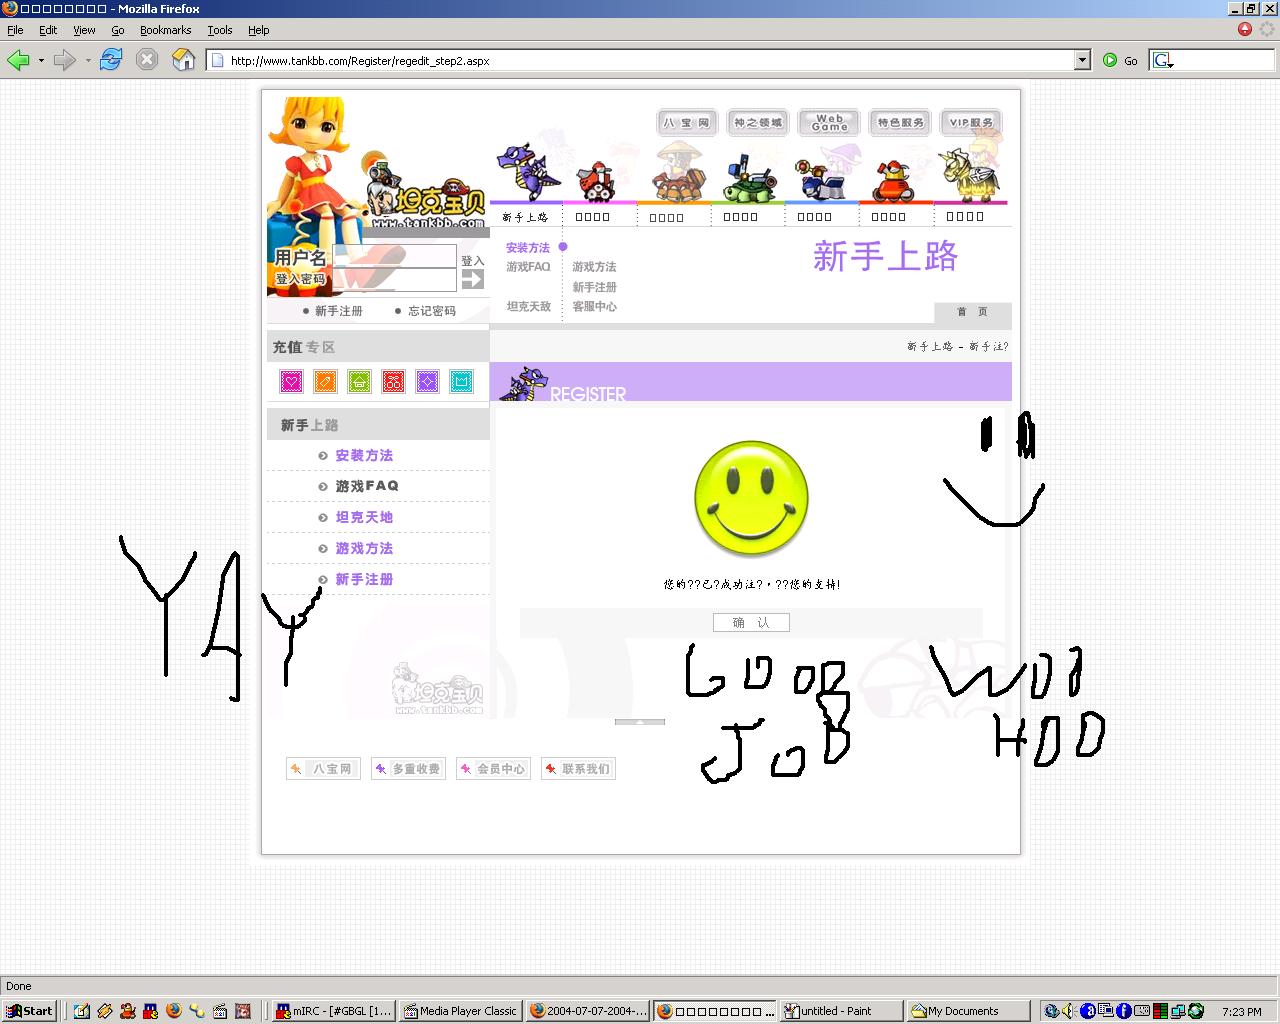 □□□□□□□□ - Mozilla Firefox
File Edit View Go Bookmarks Tools Help
http://www.tankbb.com/Register/regedit_step2.aspx
Go
G
八宝网 神之领域 Web Game 特色服务 VIP服务
坦克宝贝
www.tankbb.com
新手上路 □□□□ □□□□ □□□□ □□□□ □□□□ □□□□
用户名
登入
登入密码
新手注册 忘记密码
安装方法
游戏FAQ 游戏方法
新手注册
坦克天敌 客服中心
新手上路
首 页
充值专区
新手上路 - 新手注?
REGISTER
新手上路
安装方法
游戏FAQ
坦克天地
游戏方法
新手注册
您的??已?成功注?，??您的支持!
确 认
YAY
GOOD
JOB
WOO
HOO
坦克宝贝
www.tankbb.com
八宝网 多重收费 会员中心 联系我们
Done
Start mIRC - [#GBGL [1... Media Player Classic 2004-07-07-2004-... □□□□□□□□ ... untitled - Paint My Documents 7:23 PM